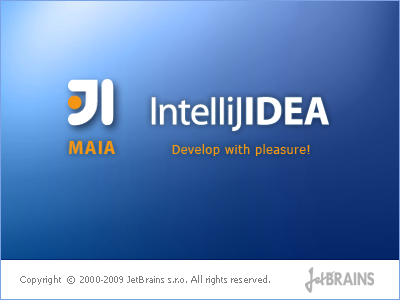 JI
MAIA
IntelliJIDEA
Develop with pleasure!
Copyright © 2000-2009 JetBrains s.r.o. All rights reserved.
JetBRAINS